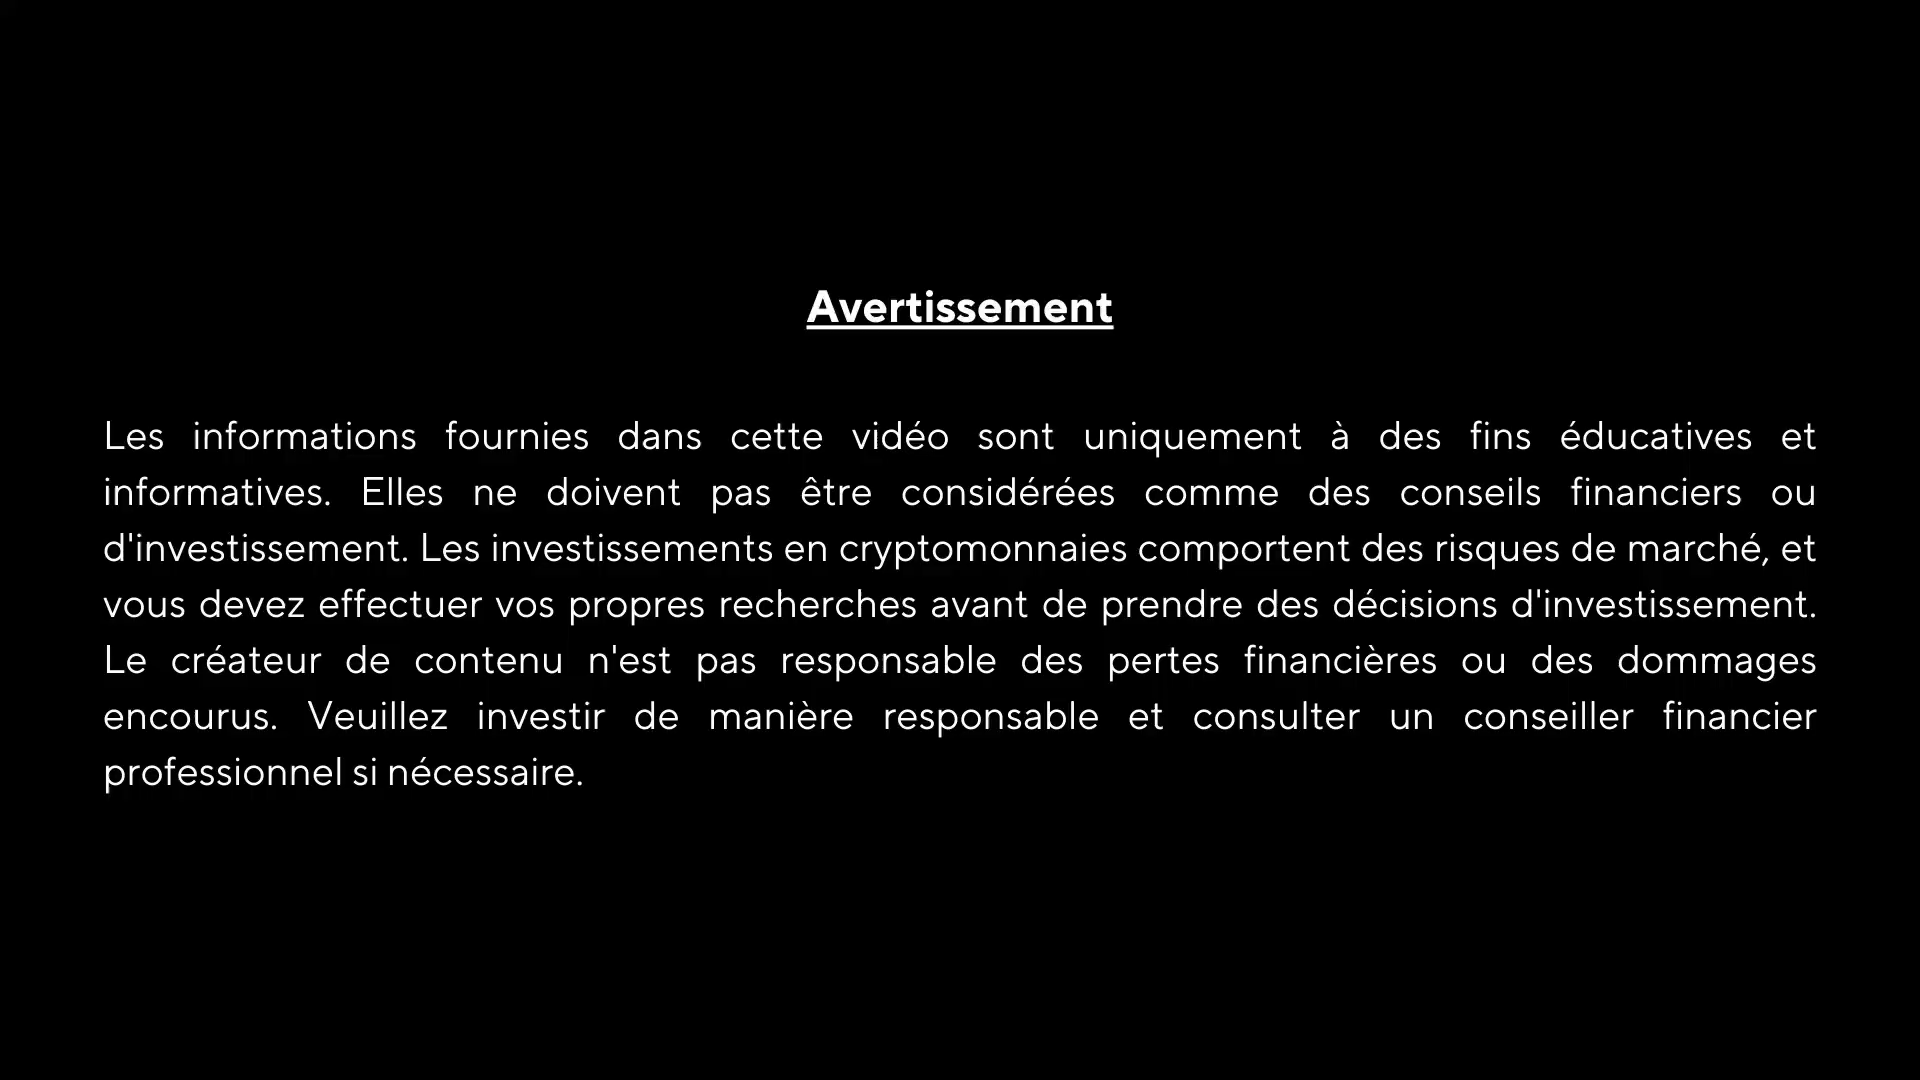 Avertissement
Les informations fournies dans cette vidéo sont uniquement à des fins éducatives et
informatives. Elles ne doivent pas être considérées comme des conseils financiers ou
d'investissement. Les investissements en cryptomonnaies comportent des risques de marché, et
vous devez effectuer vos propres recherches avant de prendre des décisions d'investissement.
Le créateur de contenu n'est pas responsable des pertes financières ou des dommages
encourus. Veuillez investir de manière responsable et consulter un conseiller financier
professionnel si nécessaire.